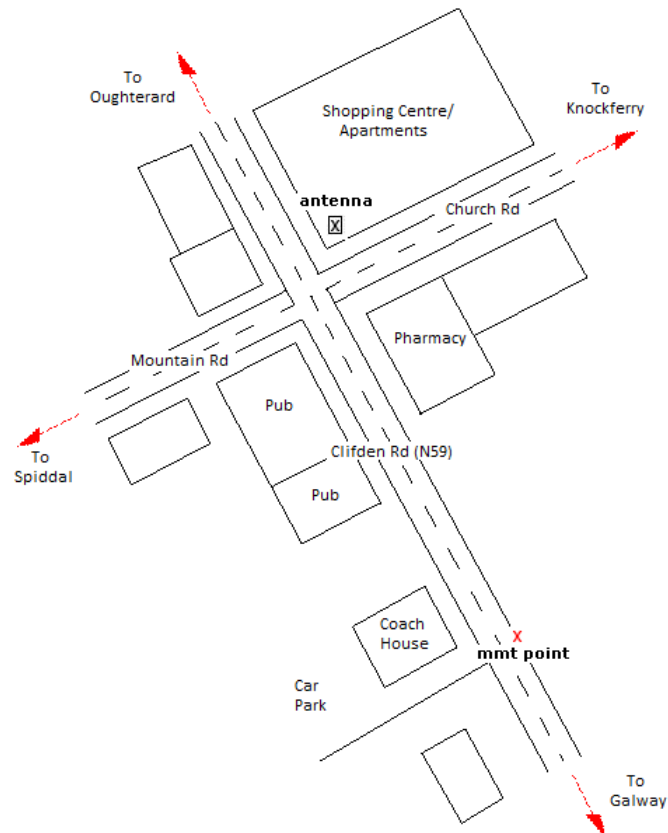 To
Oughterard
Shopping Centre/
Apartments
To
Knockferry
antenna
X
Church Rd
Pharmacy
Mountain Rd
Pub
To
Spiddal
Clifden Rd (N59)
Pub
Coach
House
X
mmt point
Car
Park
To
Galway